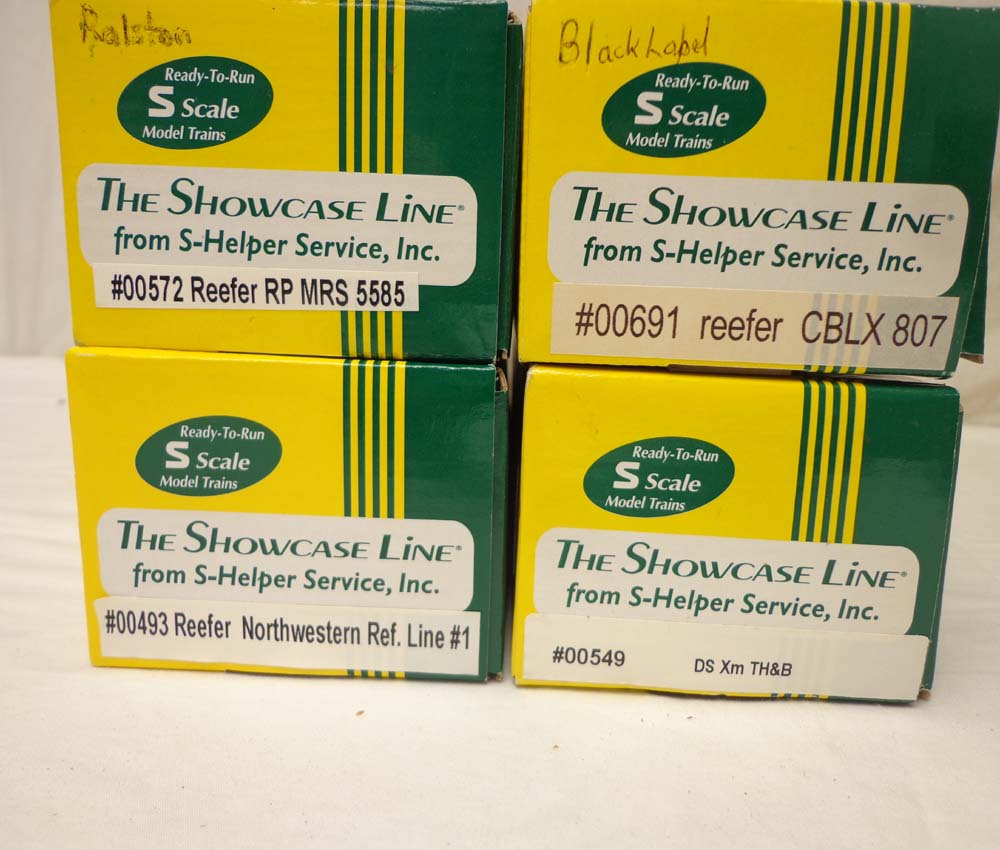 Ralston
Ready-To-Run
S Scale
Model Trains
THE SHOWCASE LINE®
from S-Helper Service, Inc.
#00572 Reefer RP MRS 5585
Black Label
Ready-To-Run
S Scale
Model Trains
THE SHOWCASE LINE®
from S-Helper Service, Inc.
#00691 reefer CBLX 807
Ready-To-Run
S Scale
Model Trains
THE SHOWCASE LINE®
from S-Helper Service, Inc.
#00493 Reefer Northwestern Ref. Line #1
Ready-To-Run
S Scale
Model Trains
THE SHOWCASE LINE®
from S-Helper Service, Inc.
#00549 DS Xm TH&B